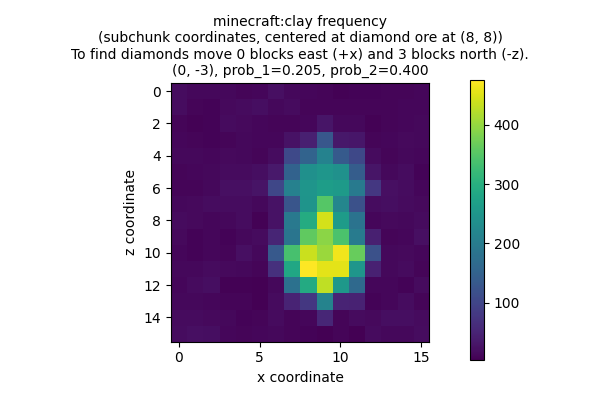 minecraft:clay frequency
(subchunk coordinates, centered at diamond ore at (8, 8))
To find diamonds move 0 blocks east (+x) and 3 blocks north (-z).
(0, -3), prob_1=0.205, prob_2=0.400
0
2
4
6
8
10
12
14
z coordinate
0
5
10
15
x coordinate
400
300
200
100